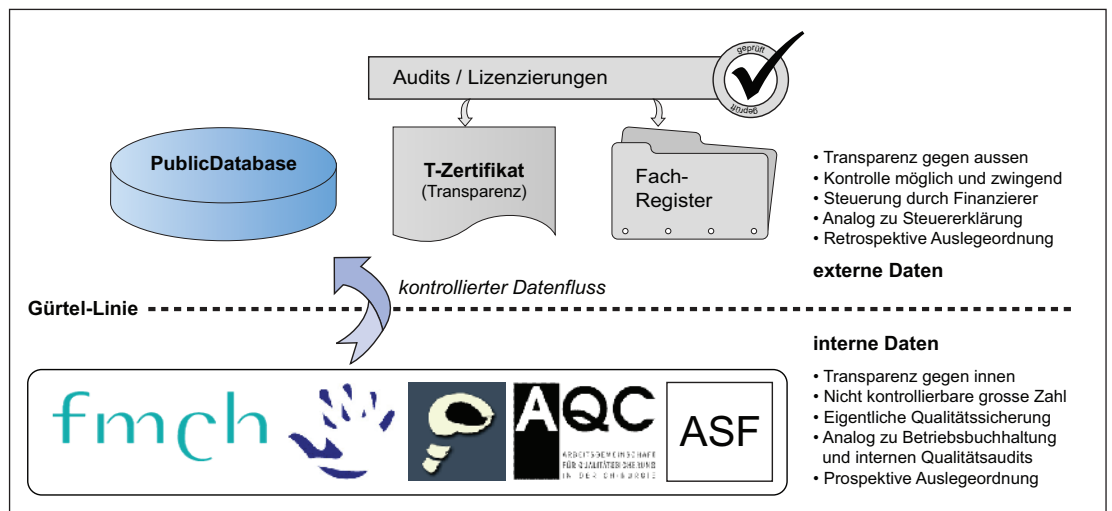 geprüft
geprüft
Audits / Lizenzierungen
PublicDatabase
T-Zertifikat
(Transparenz)
Fach-
Register
• Transparenz gegen aussen
• Kontrolle möglich und zwingend
• Steuerung durch Finanzierer
• Analog zu Steuererklärung
• Retrospektive Auslegeordnung
externe Daten
kontrollierter Datenfluss
Gürtel-Linie
interne Daten
• Transparenz gegen innen
• Nicht kontrollierbare grosse Zahl
• Eigentliche Qualitätssicherung
• Analog zu Betriebsbuchhaltung
und internen Qualitätsaudits
• Prospektive Auslegeordnung
fmch
AQC
ARBEITSGEMEINSCHAFT
FÜR QUALITÄTSSICHERUNG
IN DER CHIRURGIE
ASF